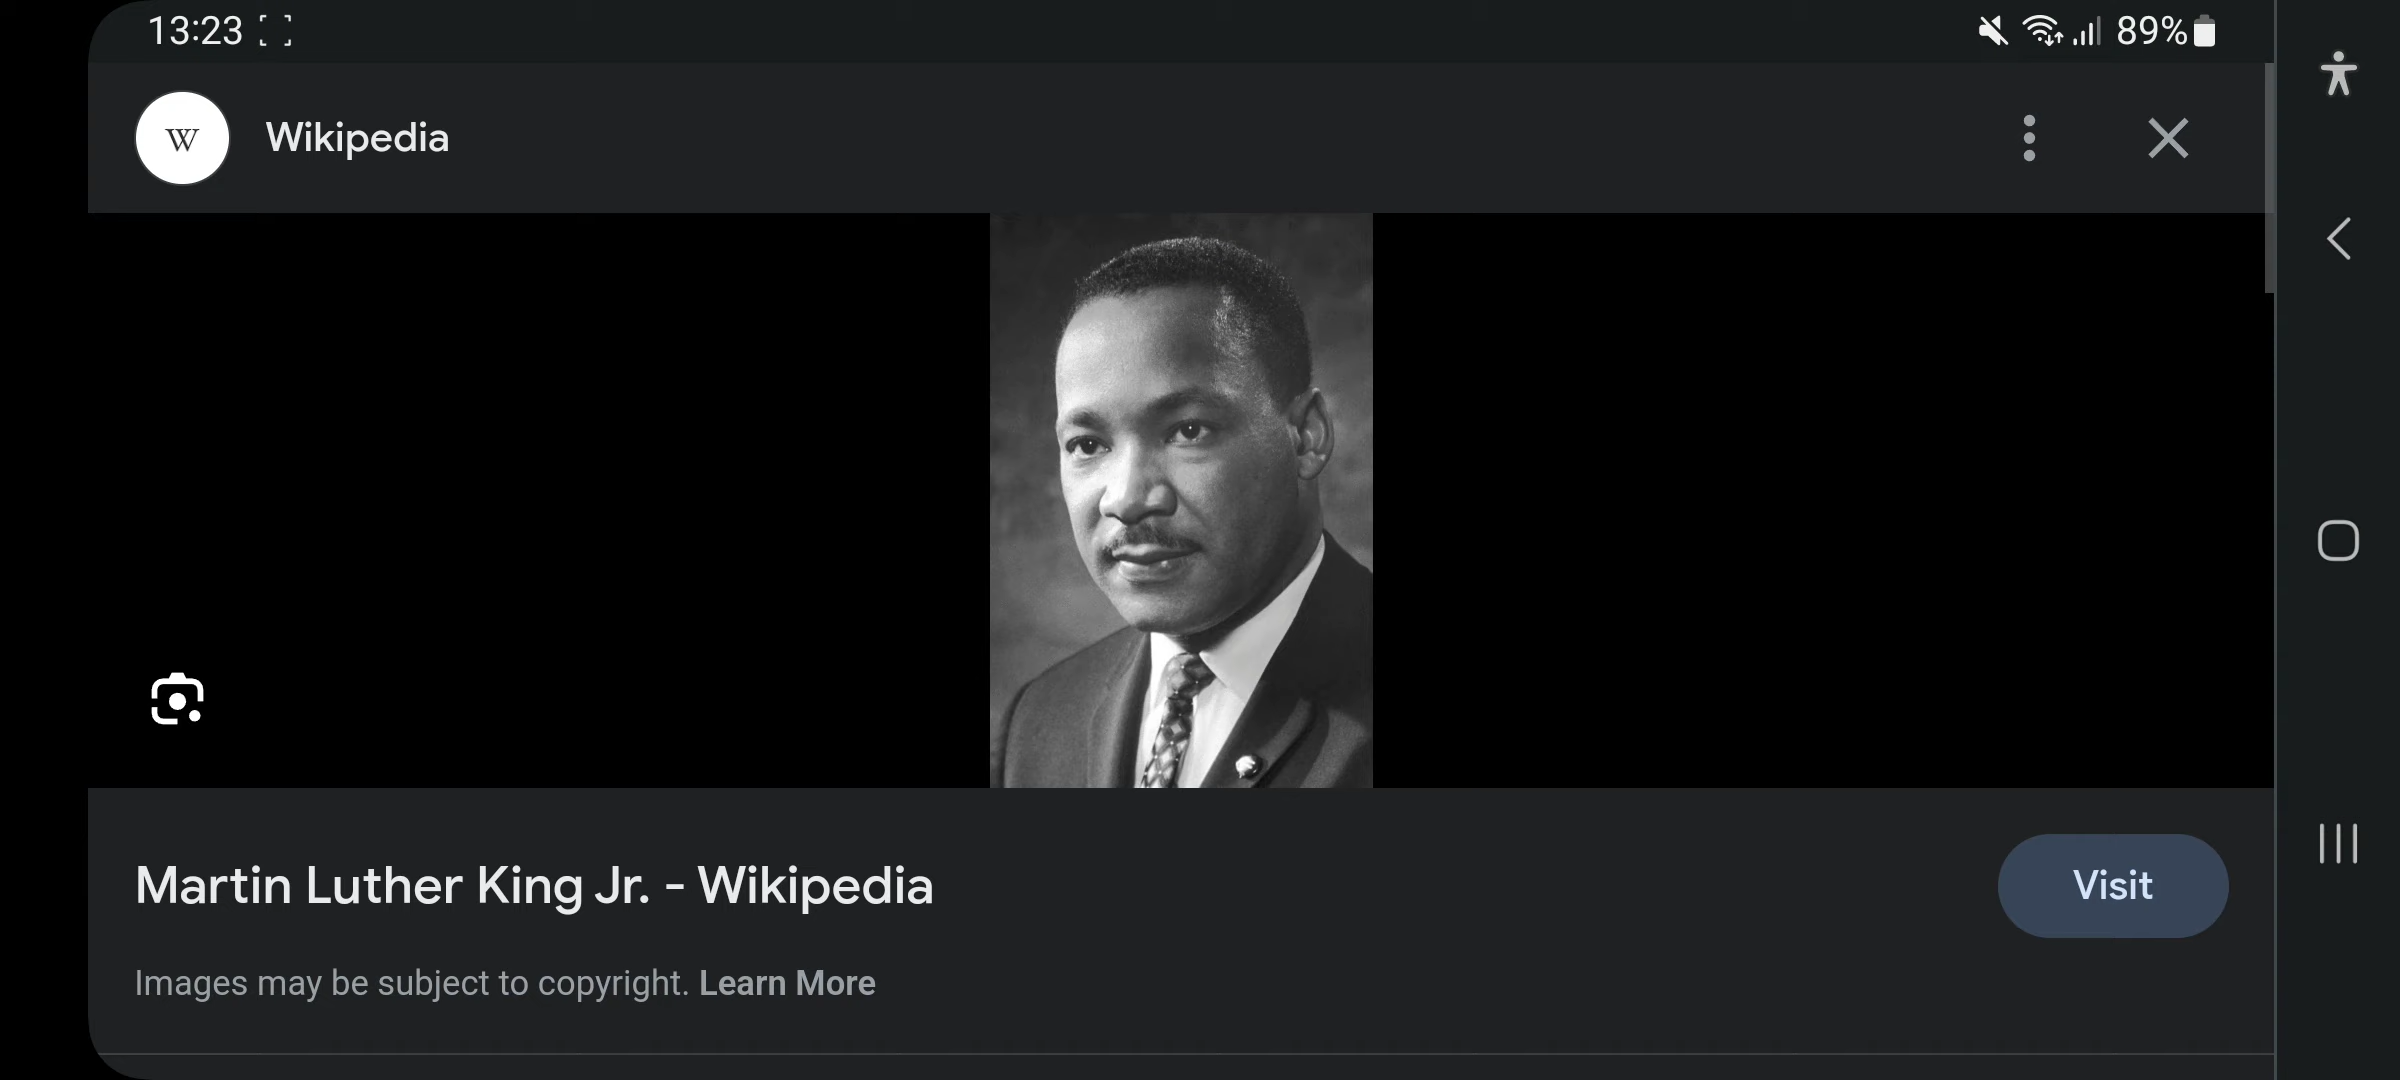 13:23
89%
W
Wikipedia
Martin Luther King Jr. - Wikipedia
Visit
Images may be subject to copyright. Learn More